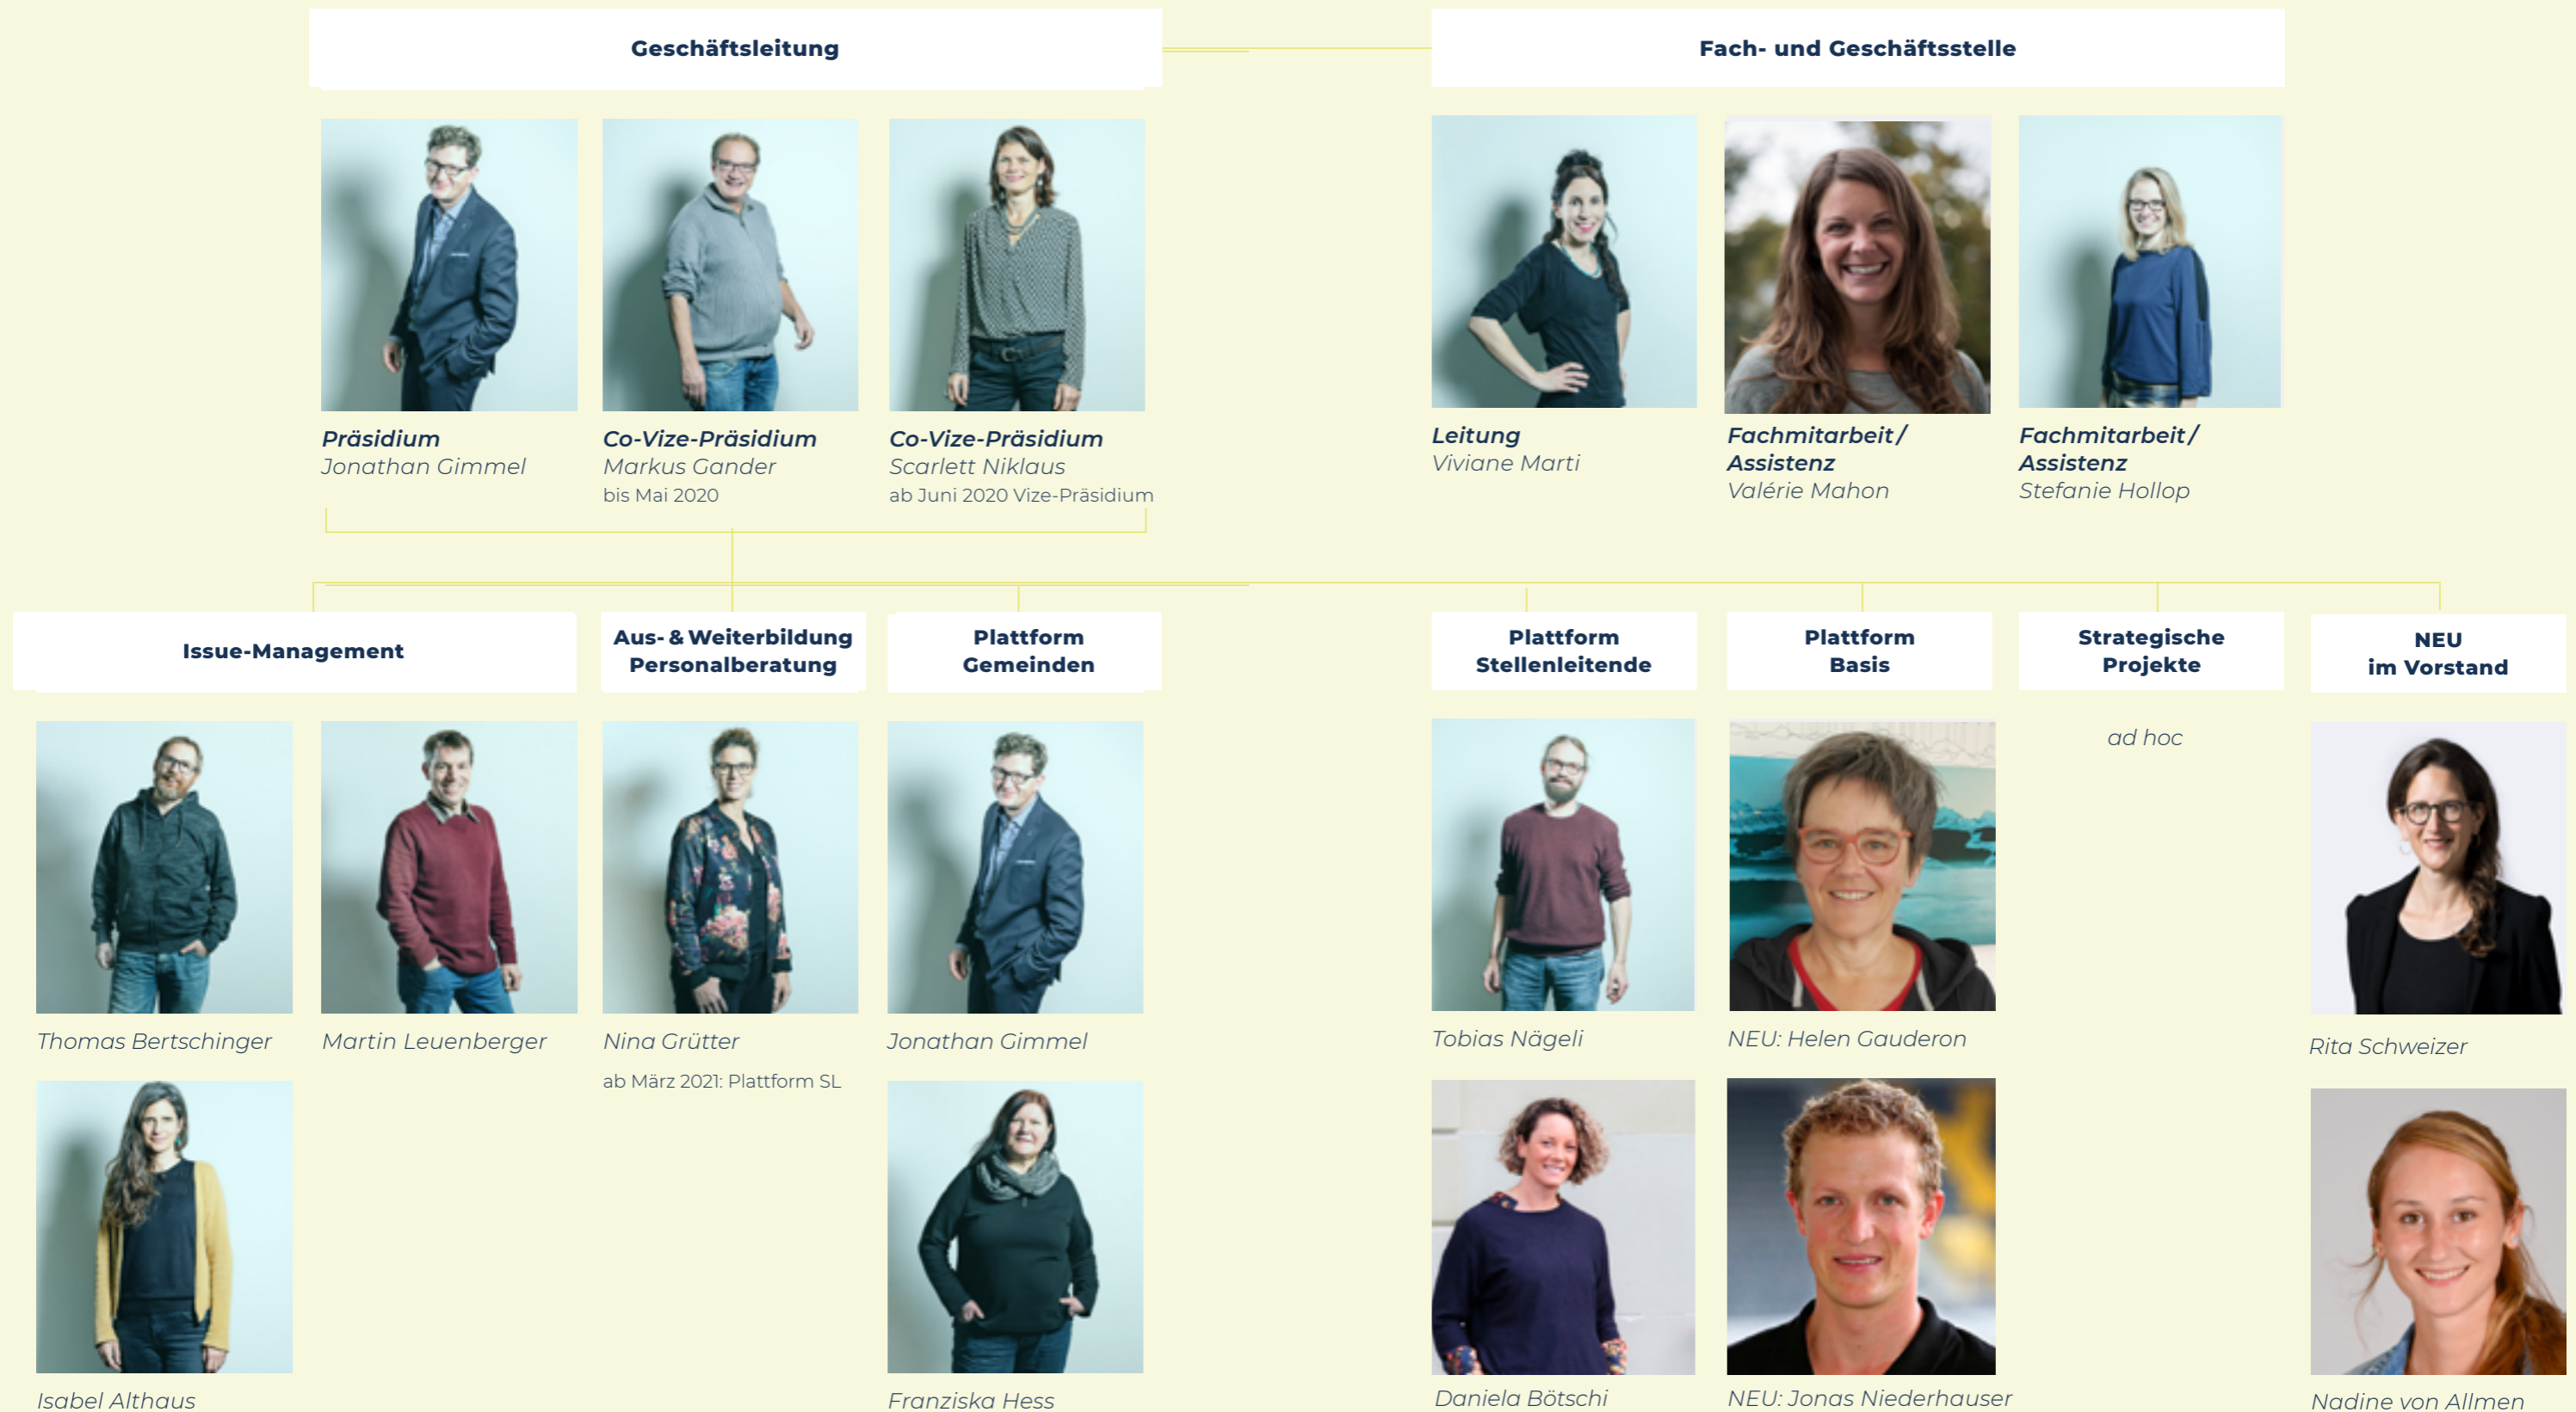 Geschäftsleitung
Fach- und Geschäftsstelle
Präsidium
Jonathan Gimmel
Co-Vize-Präsidium
Markus Gander
bis Mai 2020
Co-Vize-Präsidium
Scarlett Niklaus
ab Juni 2020 Vize-Präsidium
Leitung
Viviane Marti
Fachmitarbeit/
Assistenz
Valérie Mahon
Fachmitarbeit/
Assistenz
Stefanie Hollop
Issue-Management
Aus- & Weiterbildung
Personalberatung
Plattform
Gemeinden
Plattform
Stellenleitende
Plattform
Basis
Strategische
Projekte
NEU
im Vorstand
ad hoc
Thomas Bertschinger
Martin Leuenberger
Nina Grütter
ab März 2021: Plattform SL
Jonathan Gimmel
Tobias Nägeli
NEU: Helen Gauderon
Rita Schweizer
Isabel Althaus
Franziska Hess
Daniela Bötschi
NEU: Jonas Niederhauser
Nadine von Allmen